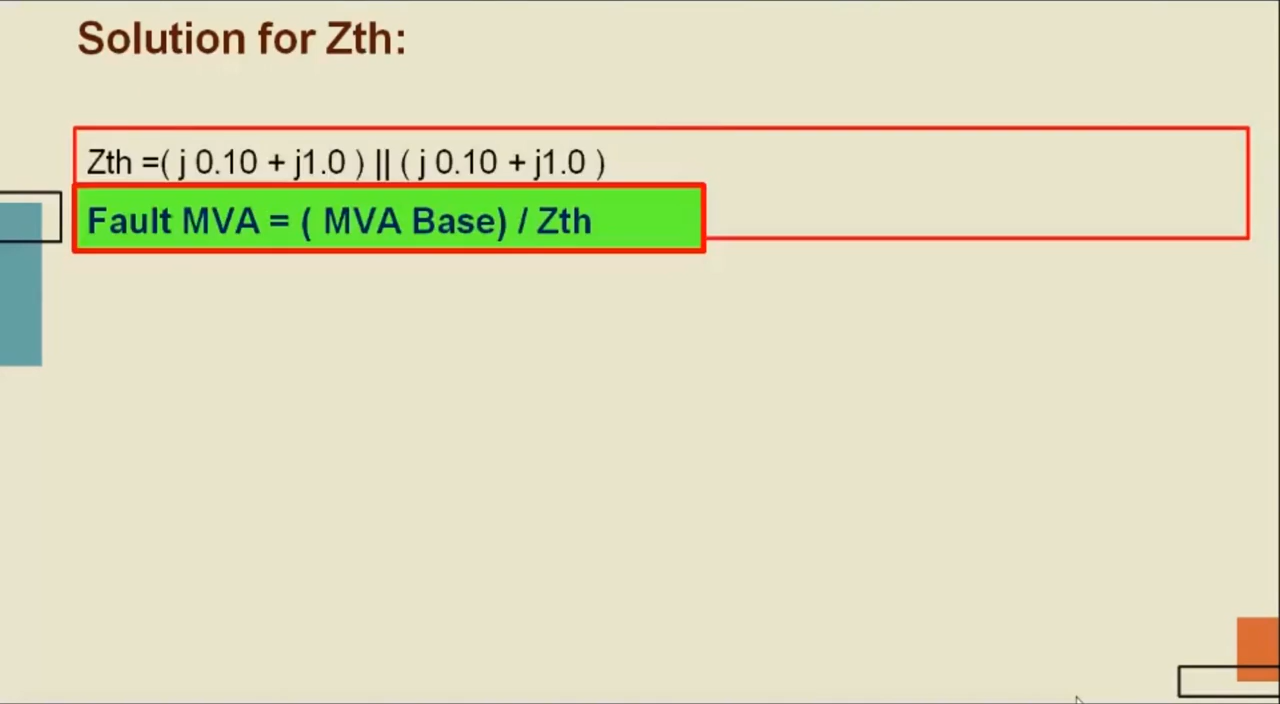 Solution for Zth:
Zth =( j 0.10 + j1.0 ) || ( j 0.10 + j1.0 )
Fault MVA = ( MVA Base) / Zth